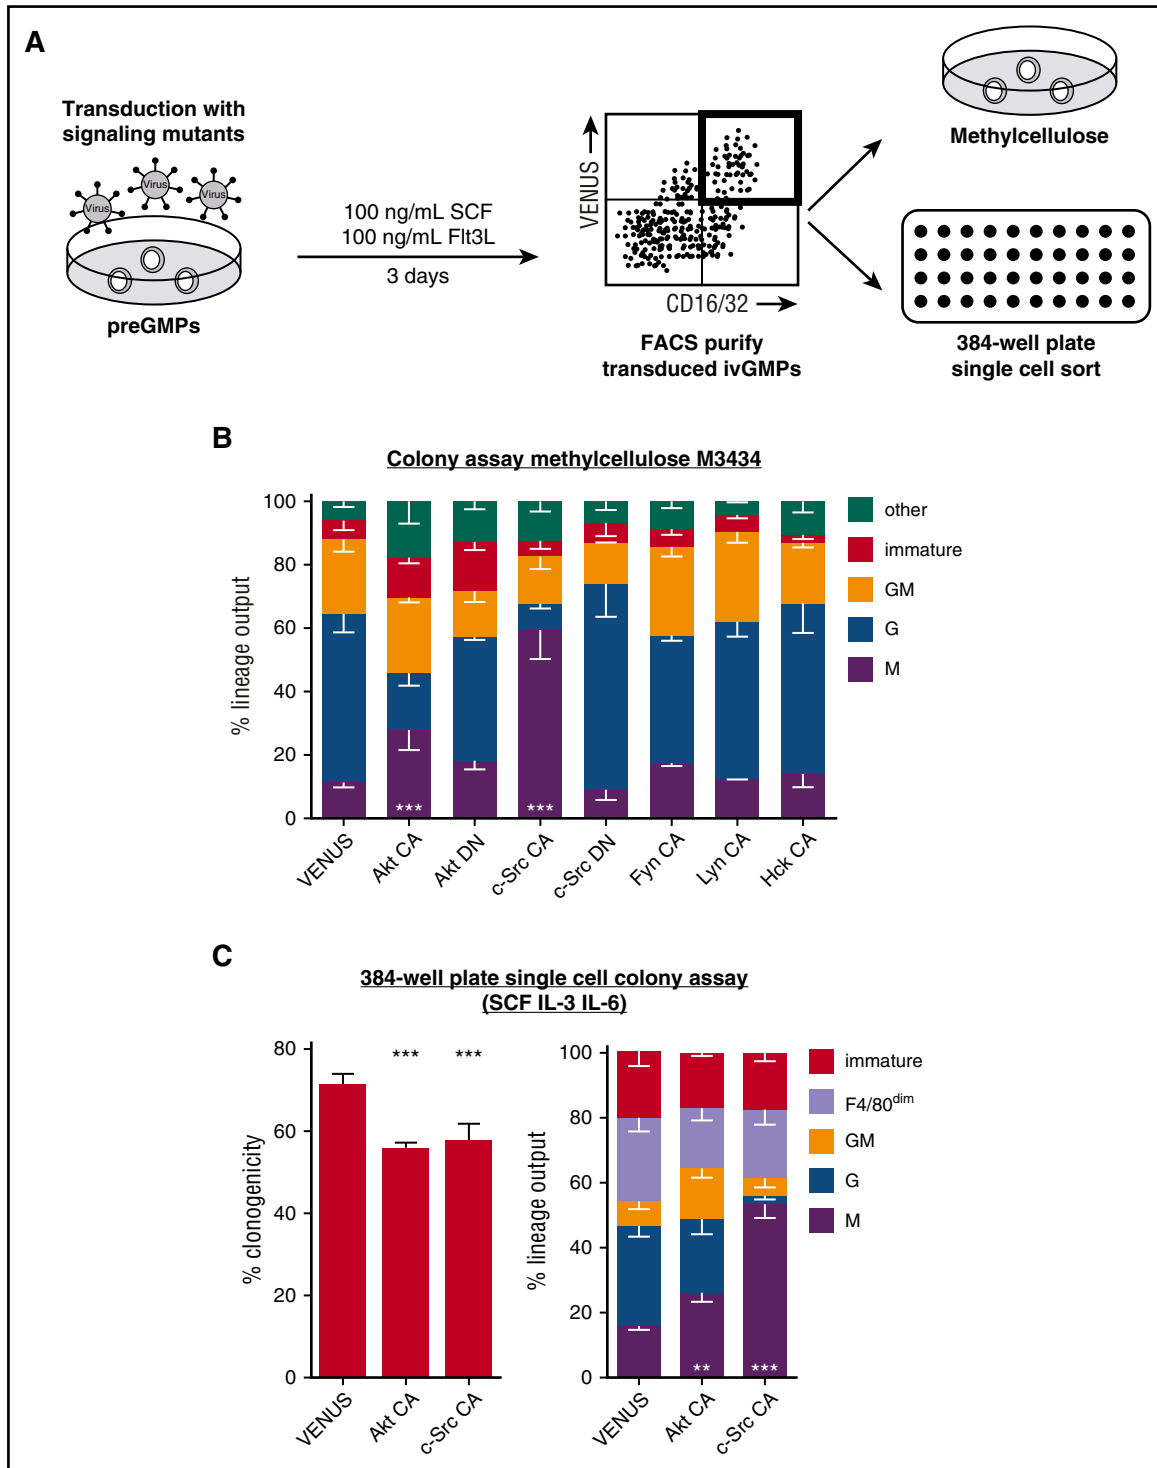 A
Transduction with
signaling mutants
Virus
Virus
Virus
preGMPs
100 ng/mL SCF
100 ng/mL Flt3L
3 days
VENUS
CD16/32
FACS purify
transduced ivGMPs
Methylcellulose
384-well plate
single cell sort
B
Colony assay methylcellulose M3434
% lineage output
100
80
60
40
20
0
***
***
VENUS
Akt CA
Akt DN
c-Src CA
c-Src DN
Fyn CA
Lyn CA
Hck CA
other
immature
GM
G
M
C
384-well plate single cell colony assay
(SCF IL-3 IL-6)
% clonogenicity
80
60
40
20
0
***
***
VENUS
Akt CA
c-Src CA
% lineage output
100
80
60
40
20
0
**
***
VENUS
Akt CA
c-Src CA
immature
F4/80dim
GM
G
M